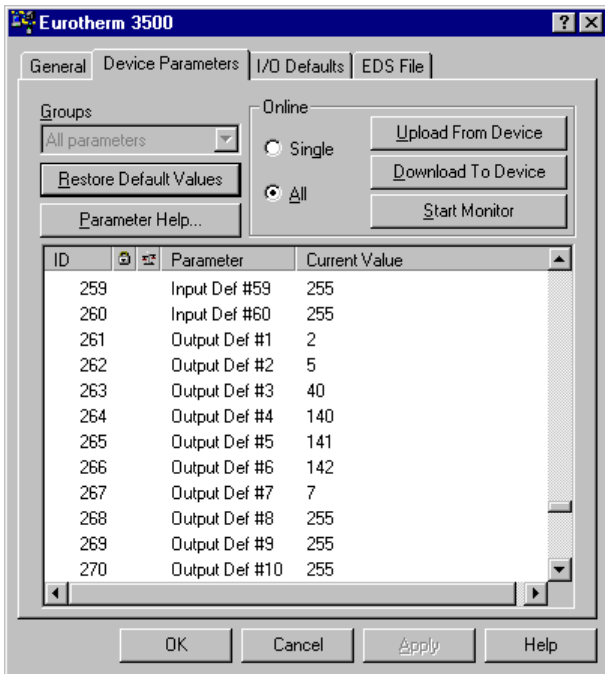 Eurotherm 3500
General Device Parameters I/O Defaults EDS File
Groups
All parameters
Restore Default Values
Parameter Help...
Online
Single
All
Upload From Device
Download To Device
Start Monitor
ID Parameter Current Value
259 Input Def #59 255
260 Input Def #60 255
261 Output Def #1 2
262 Output Def #2 5
263 Output Def #3 40
264 Output Def #4 140
265 Output Def #5 141
266 Output Def #6 142
267 Output Def #7 7
268 Output Def #8 255
269 Output Def #9 255
270 Output Def #10 255
OK Cancel Apply Help